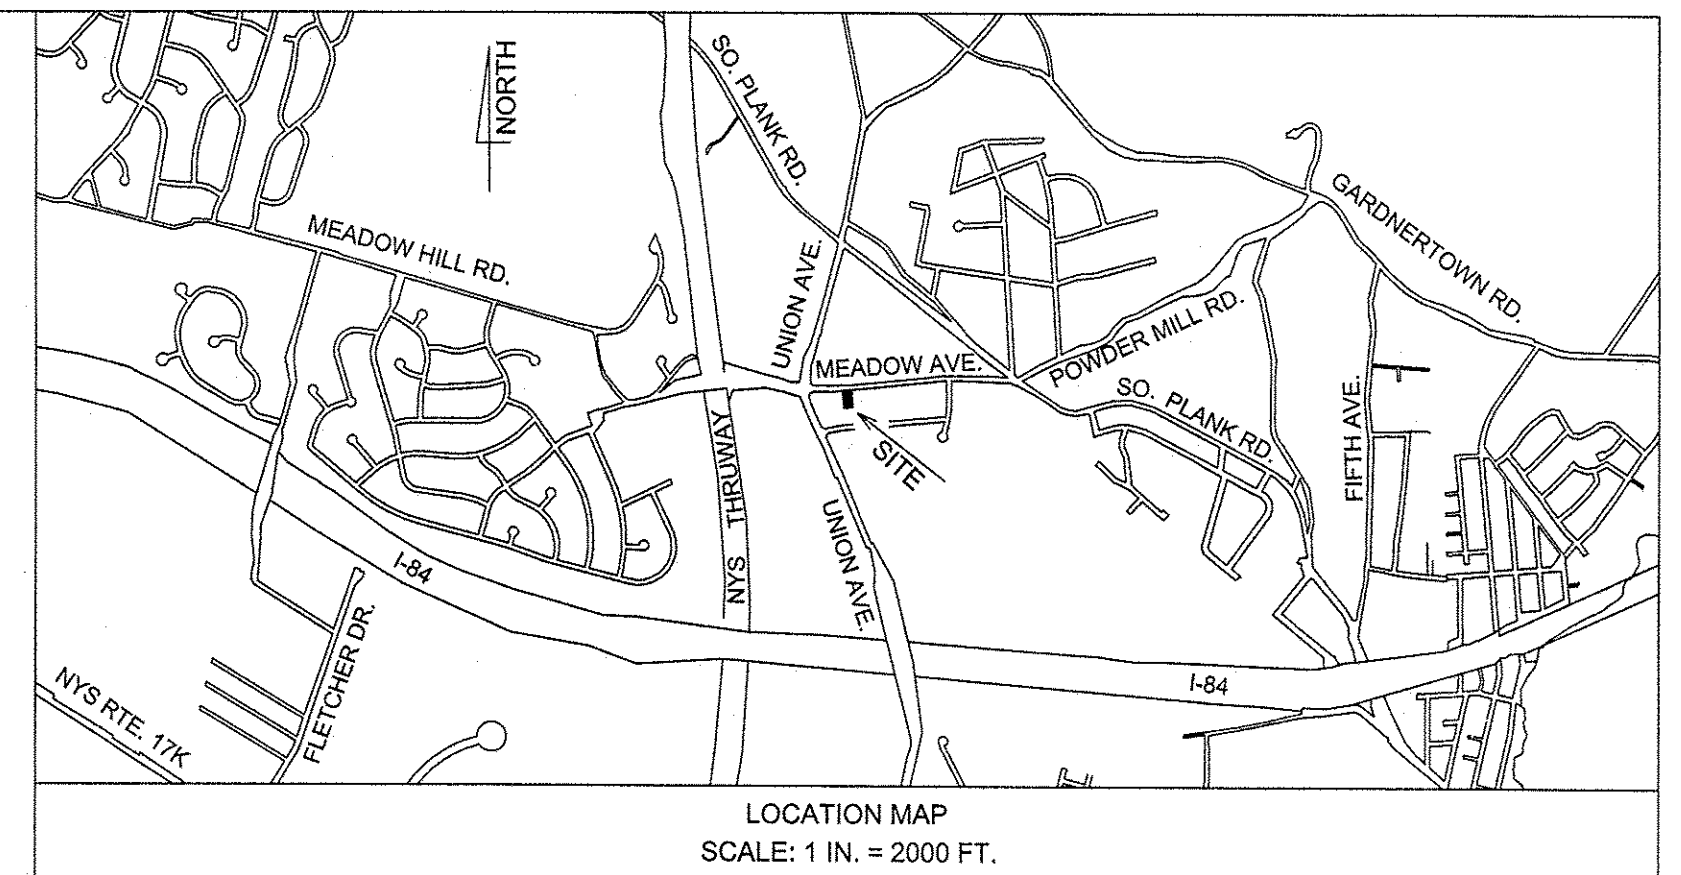 NORTH
SO. PLANK RD.
GARDNERTOWN RD.
MEADOW HILL RD.
UNION AVE.
MEADOW AVE.
POWDER MILL RD.
SO. PLANK RD.
FIFTH AVE.
SITE
NYS THRUWAY
UNION AVE.
I-84
FLETCHER DR.
I-84
NYS RTE. 17K
LOCATION MAP
SCALE: 1 IN. = 2000 FT.